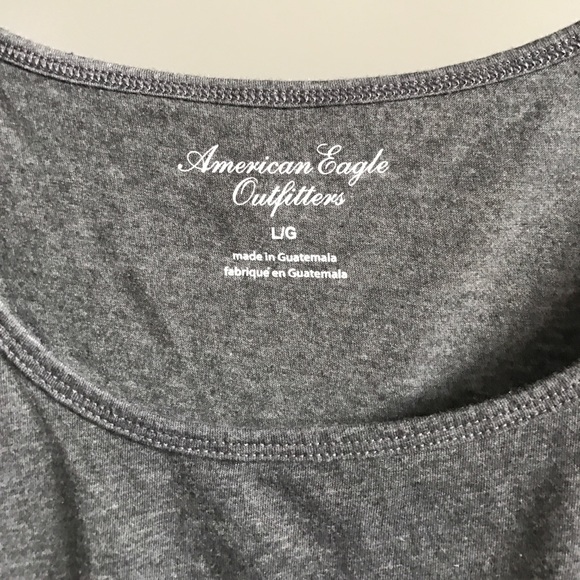 American Eagle
Outfitters
L/G
made in Guatemala
fabriqué en Guatemala